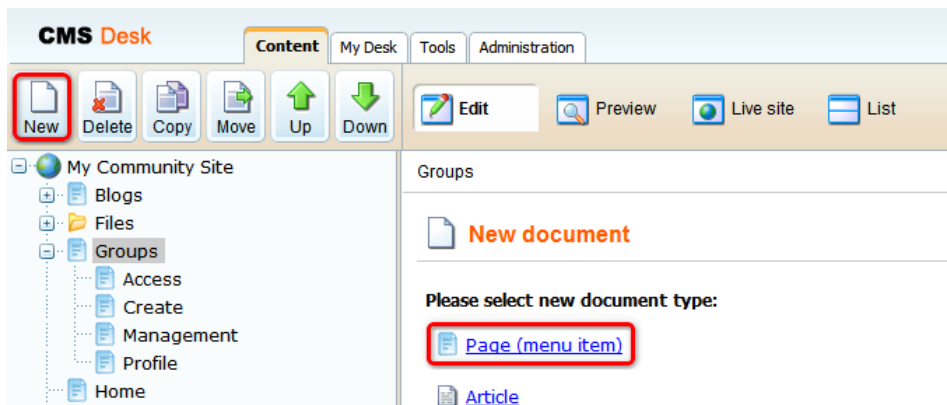 CMS Desk
Content My Desk Tools Administration
New Delete Copy Move Up Down
Edit Preview Live site List
My Community Site
Blogs
Files
Groups
Access
Create
Management
Profile
Home
Groups
New document
Please select new document type:
Page (menu item)
Article